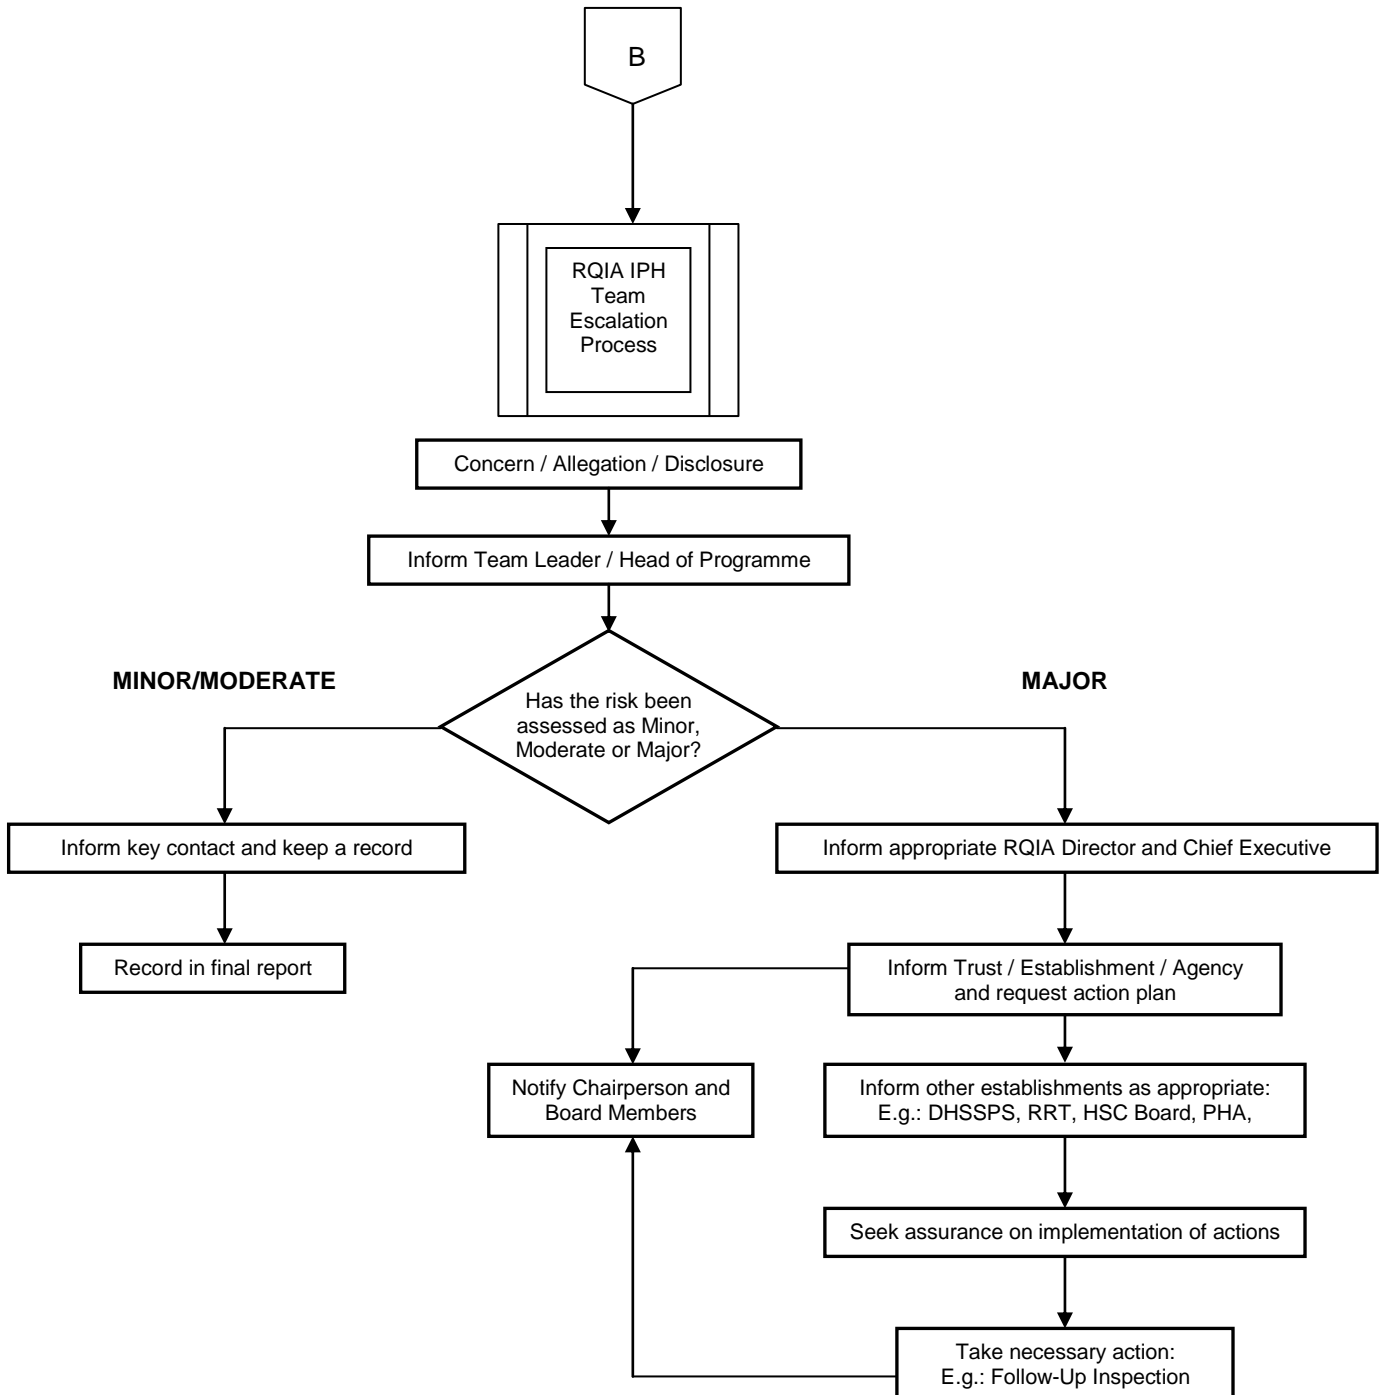 B
RQIA IPH
Team
Escalation
Process
Concern / Allegation / Disclosure
Inform Team Leader / Head of Programme
MINOR/MODERATE
MAJOR
Has the risk been
assessed as Minor,
Moderate or Major?
Inform key contact and keep a record
Inform appropriate RQIA Director and Chief Executive
Record in final report
Inform Trust / Establishment / Agency
and request action plan
Notify Chairperson and
Board Members
Inform other establishments as appropriate:
E.g.: DHSSPS, RRT, HSC Board, PHA,
Seek assurance on implementation of actions
Take necessary action:
E.g.: Follow-Up Inspection